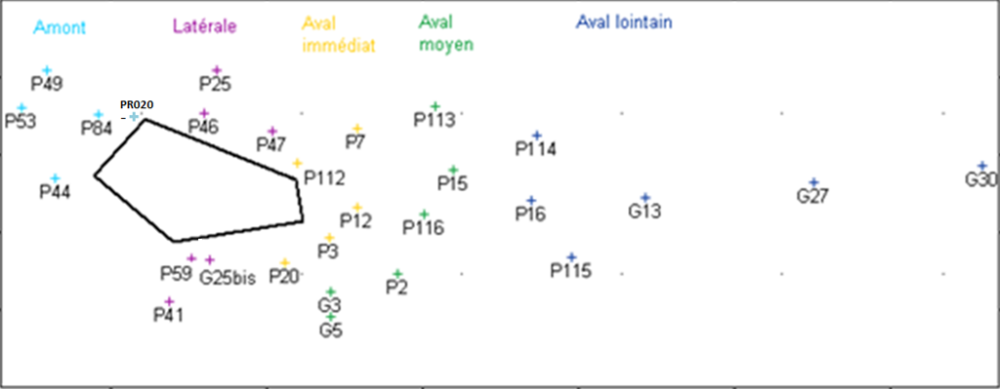 Amont
Latérale
Aval
immédiat
Aval
moyen
Aval lointain
P49
P25
PR020
P53
P84
P46
P113
P47
P7
P114
P44
P112
P15
G30
P12
P116
P16
G13
G27
P3
P59
G25bis
P20
P2
P115
P41
G3
G5